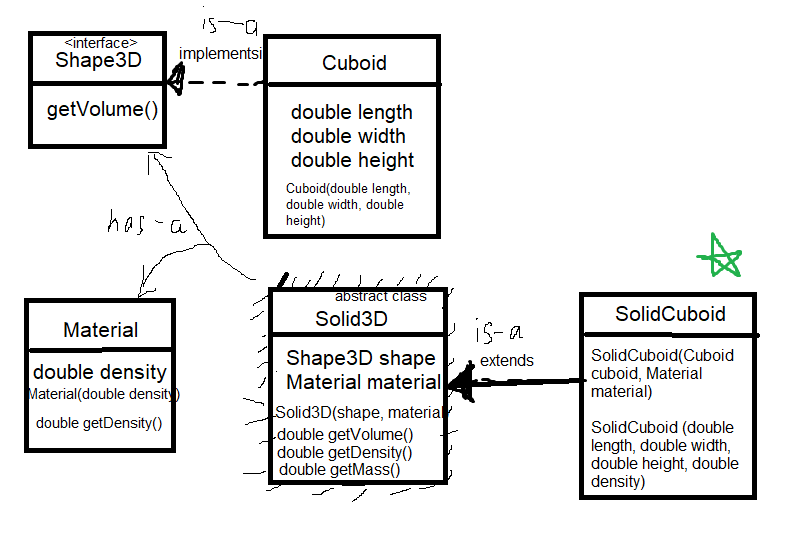 is-a
<interface>
Shape3D
implementsi
getVolume()
Cuboid
double length
double width
double height
Cuboid(double length,
double width, double
height)
has-a
Material
double density
Material(double density)
double getDensity()
abstract class
Solid3D
Shape3D shape
Material material
Solid3D(shape, material
double getVolume()
double getDensity()
double getMass()
is-a
extends
SolidCuboid
SolidCuboid(Cuboid
cuboid, Material
material)
SolidCuboid (double
length, double width,
double height, double
density)